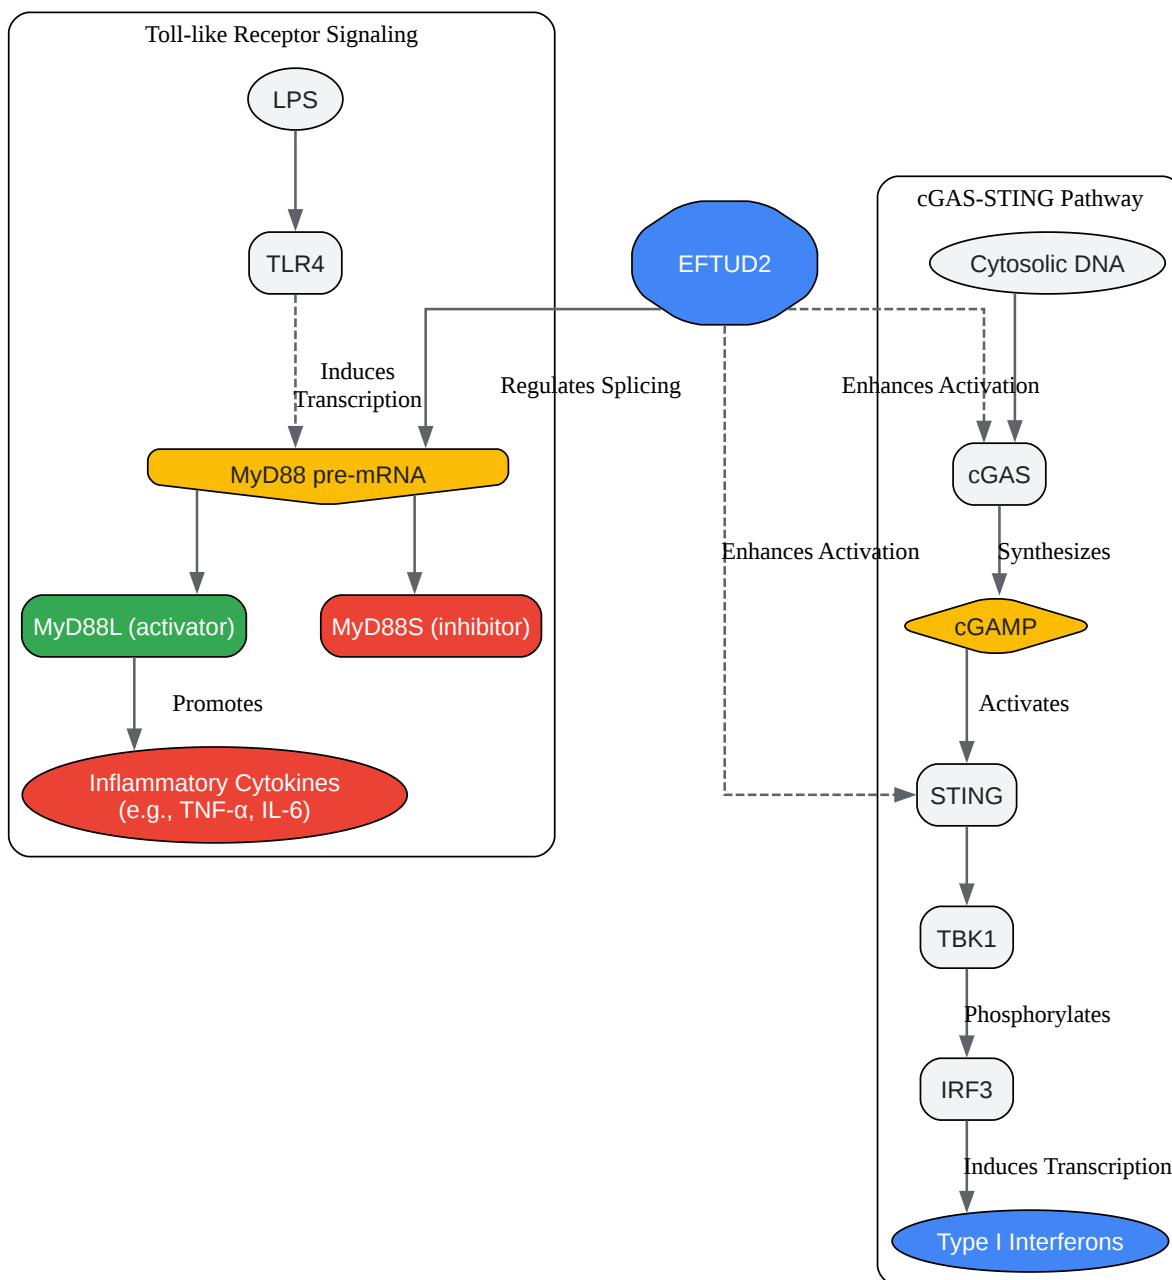 Toll-like Receptor Signaling
LPS
TLR4
Induces
Transcription
MyD88 pre-mRNA
MyD88L (activator)
MyD88S (inhibitor)
Promotes
Inflammatory Cytokines
(e.g., TNF-α, IL-6)
EFTUD2
Regulates Splicing
Enhances Activation
Enhances Activation
cGAS-STING Pathway
Cytosolic DNA
cGAS
Synthesizes
cGAMP
Activates
STING
TBK1
Phosphorylates
IRF3
Induces Transcription
Type I Interferons